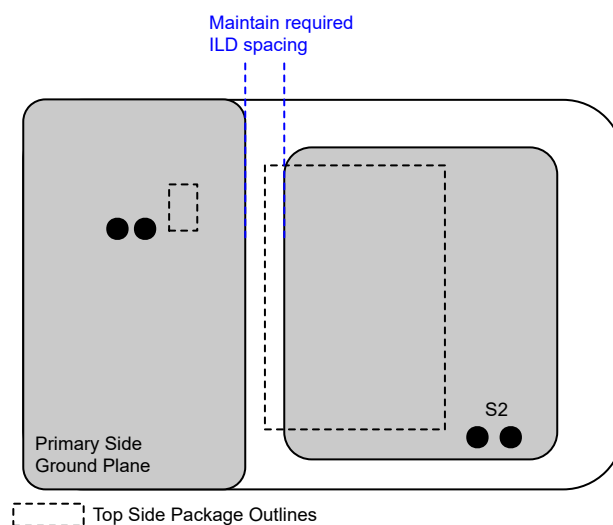 Maintain required
ILD spacing
S2
Primary Side
Ground Plane
Top Side Package Outlines